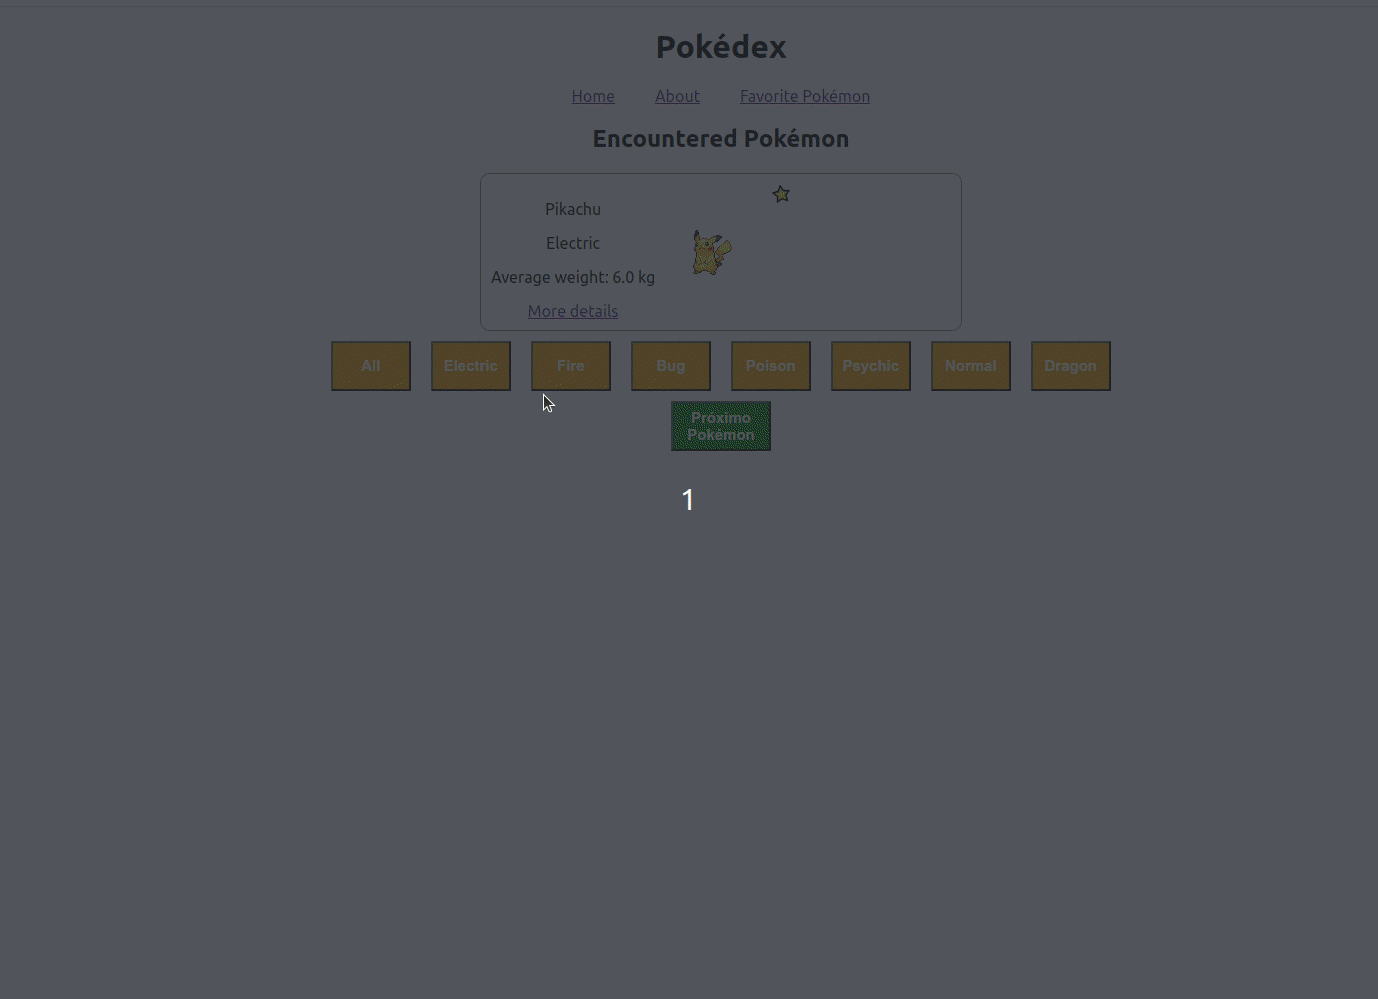 Pokédex
Home About Favorite Pokémon
Encountered Pokémon
Pikachu
Electric
Average weight: 6.0 kg
More details
All Electric Fire Bug Poison Psychic Normal Dragon
Próximo
Pokémon
1